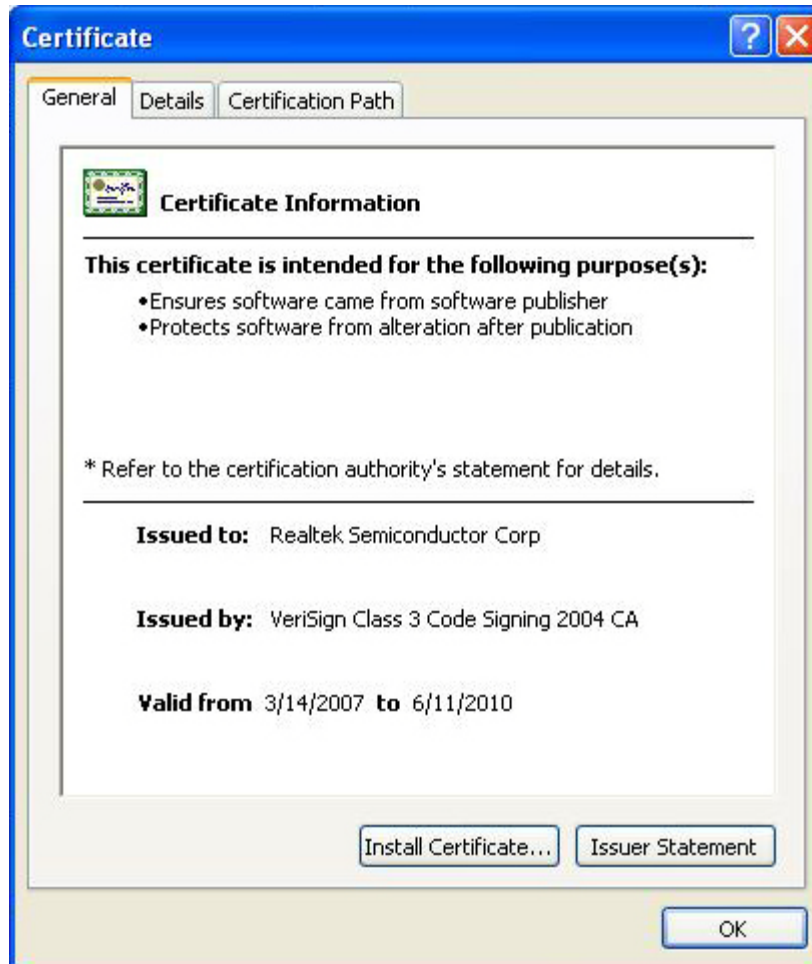 Certificate
General Details Certification Path
Certificate Information
This certificate is intended for the following purpose(s):
•Ensures software came from software publisher
•Protects software from alteration after publication
* Refer to the certification authority's statement for details.
Issued to: Realtek Semiconductor Corp
Issued by: VeriSign Class 3 Code Signing 2004 CA
Valid from 3/14/2007 to 6/11/2010
Install Certificate... Issuer Statement
OK